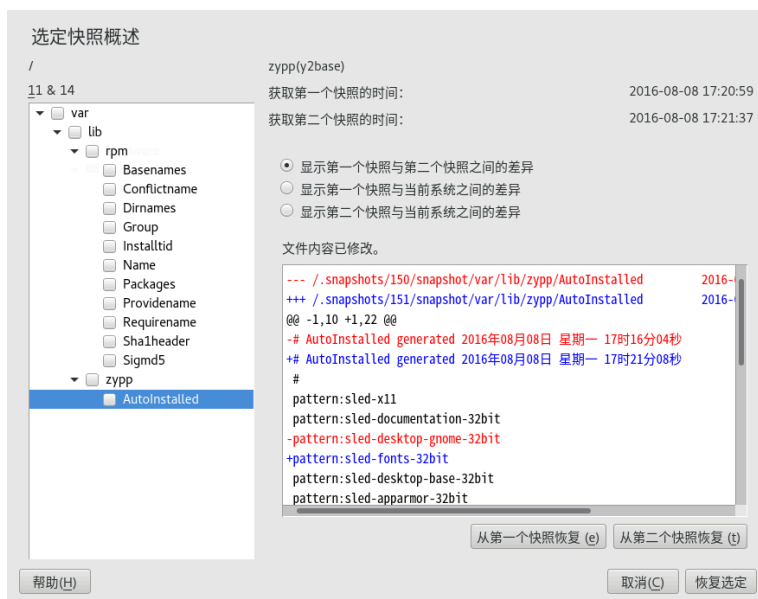 选定快照概述
/
11 & 14
var
lib
rpm
Basenames
Conflictname
Dirnames
Group
Installtid
Name
Packages
Providename
Requirename
Sha1header
Sigmd5
zypp
AutoInstalled
zypp(y2base)
获取第一个快照的时间: 2016-08-08 17:20:59
获取第二个快照的时间: 2016-08-08 17:21:37
显示第一个快照与第二个快照之间的差异
显示第一个快照与当前系统之间的差异
显示第二个快照与当前系统之间的差异
文件内容已修改。
--- /.snapshots/150/snapshot/var/lib/zypp/AutoInstalled 2016-
+++ /.snapshots/151/snapshot/var/lib/zypp/AutoInstalled 2016-
@@ -1,10 +1,22 @@
-# AutoInstalled generated 2016年08月08日 星期一 17时16分04秒
+# AutoInstalled generated 2016年08月08日 星期一 17时21分08秒
#
pattern:sled-x11
pattern:sled-documentation-32bit
-pattern:sled-desktop-gnome-32bit
+pattern:sled-fonts-32bit
pattern:sled-desktop-base-32bit
pattern:sled-apparmor-32bit
从第一个快照恢复 (e) 从第二个快照恢复 (t)
帮助(H) 取消(C) 恢复选定